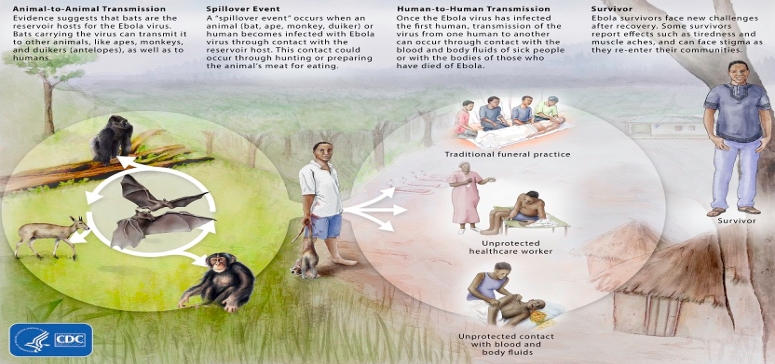 Animal-to-Animal Transmission
Evidence suggests that bats are the
reservoir hosts for the Ebola virus.
Bats carrying the virus can transmit it
to other animals, like apes, monkeys,
and duikers (antelopes), as well as to
humans.
Spillover Event
A "spillover event" occurs when an
animal (bat, ape, monkey, duiker) or
human becomes infected with Ebola
virus through contact with the
reservoir host. This contact could
occur through hunting or preparing
the animal's meat for eating.
Human-to-Human Transmission
Once the Ebola virus has infected
the first human, transmission of the
virus from one human to another
can occur through contact with the
blood and body fluids of sick people
or with the bodies of those who
have died of Ebola.
Survivor
Ebola survivors face new challenges
after recovery. Some survivors
report effects such as tiredness and
muscle aches, and can face stigma as
they re-enter their communities.
Traditional funeral practice
Unprotected
healthcare worker
Unprotected contact
with blood and
body fluids
Survivor
CDC